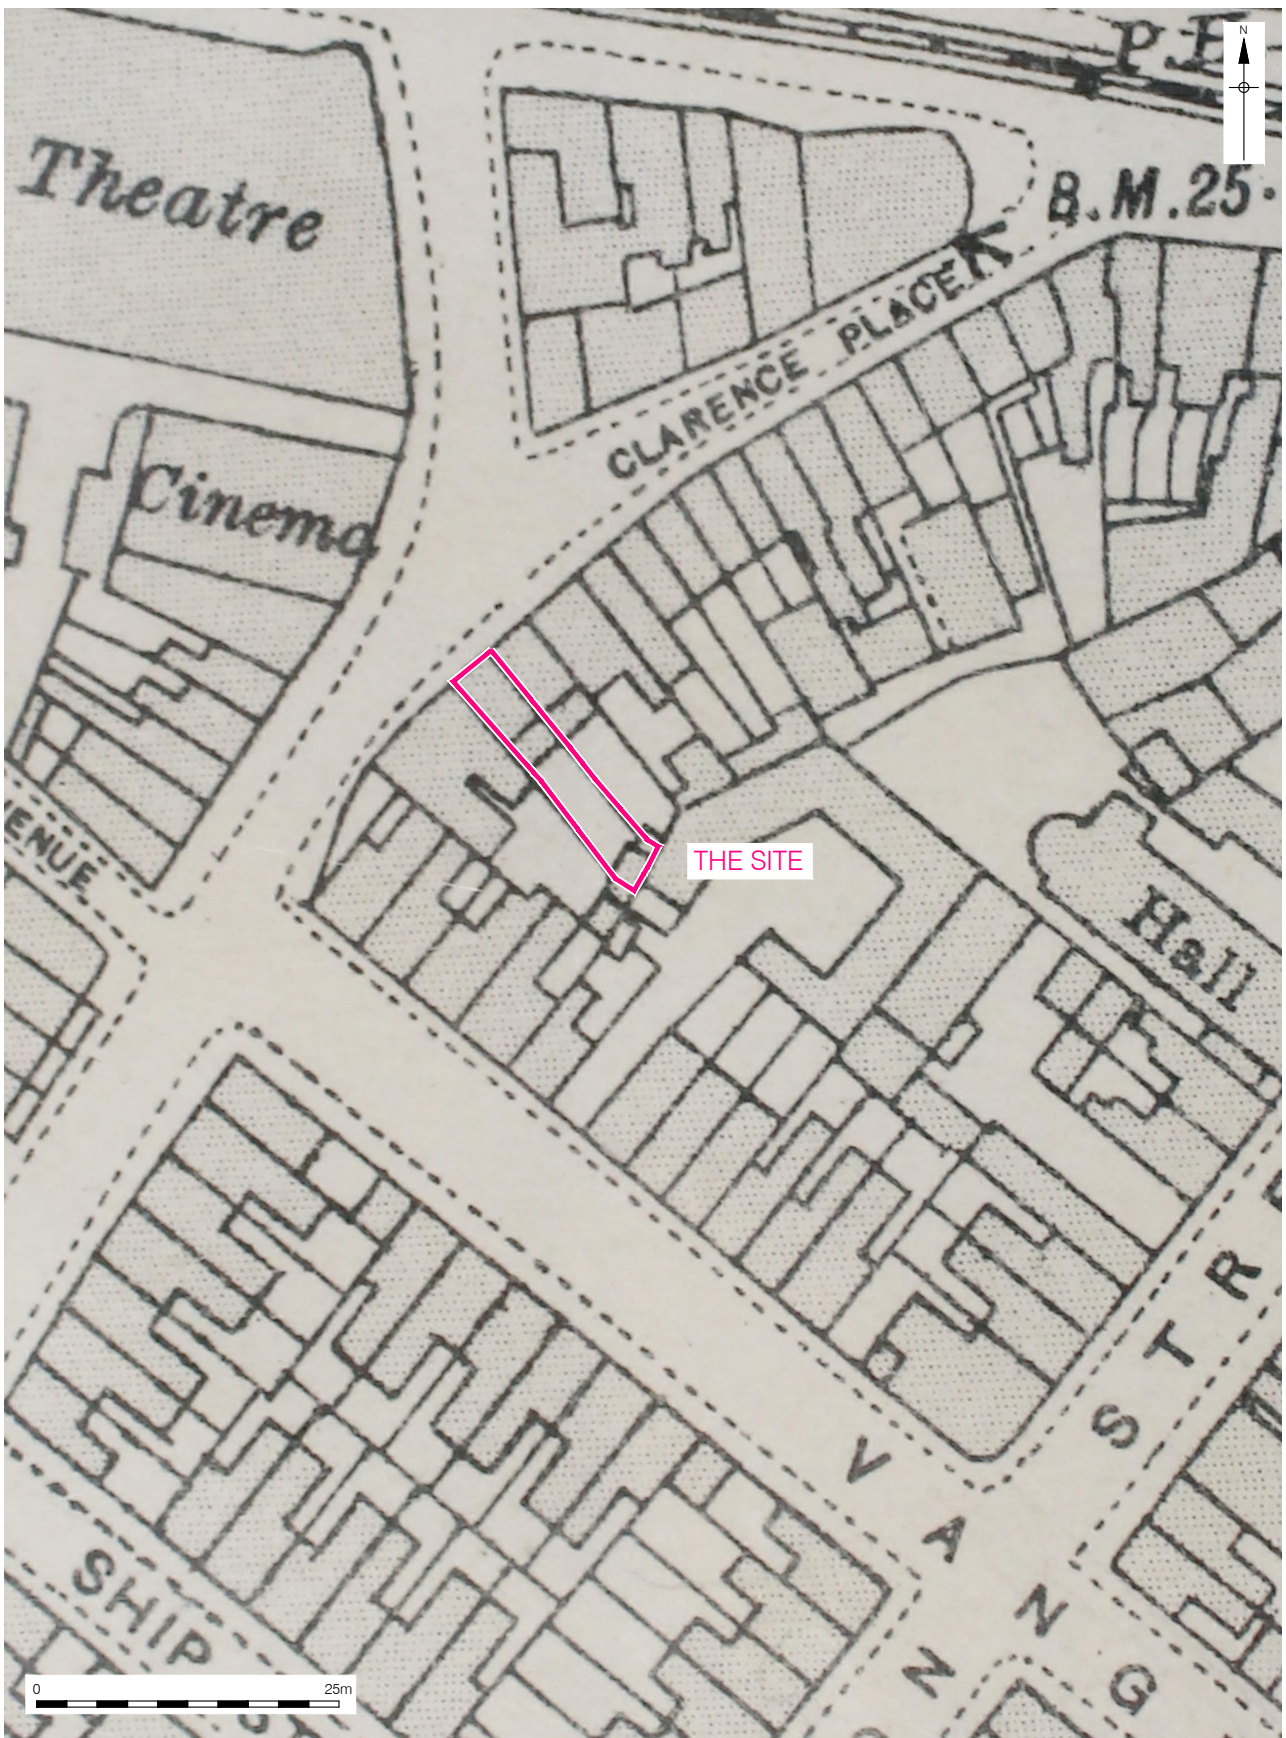 N
Theatre
B.M.25.
CLARENCE PLACE
Cinema
ENUE
THE SITE
Hall
STR
VANG
SHIP
0 25m